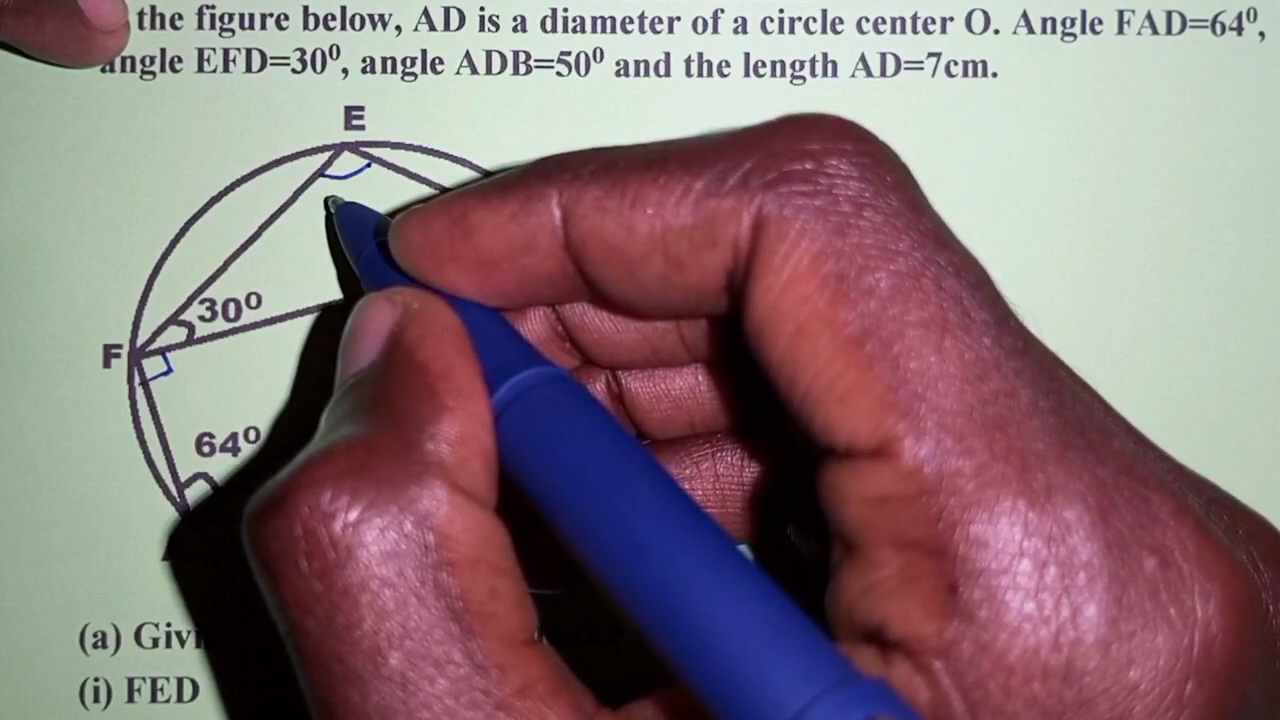 the figure below, AD is a diameter of a circle center O. Angle FAD=64⁰,
angle EFD=30⁰, angle ADB=50⁰ and the length AD=7cm.
E
30⁰
F
64⁰
(a)
(i) FED